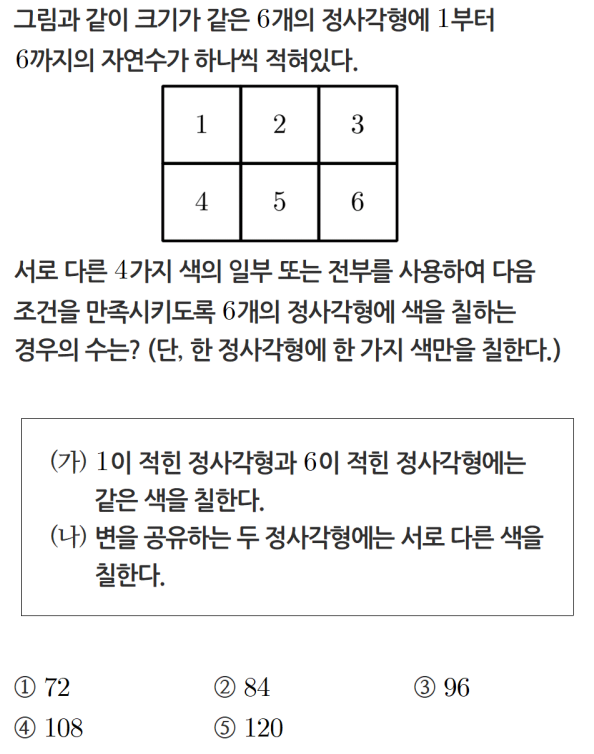 그림과 같이 크기가 같은 6개의 정사각형에 1부터
6까지의 자연수가 하나씩 적혀있다.
1 2 3
4 5 6
서로 다른 4가지 색의 일부 또는 전부를 사용하여 다음
조건을 만족시키도록 6개의 정사각형에 색을 칠하는
경우의 수는? (단, 한 정사각형에 한 가지 색만을 칠한다.)
(가) 1이 적힌 정사각형과 6이 적힌 정사각형에는
같은 색을 칠한다.
(나) 변을 공유하는 두 정사각형에는 서로 다른 색을
칠한다.
① 72 ② 84 ③ 96
④ 108 ⑤ 120